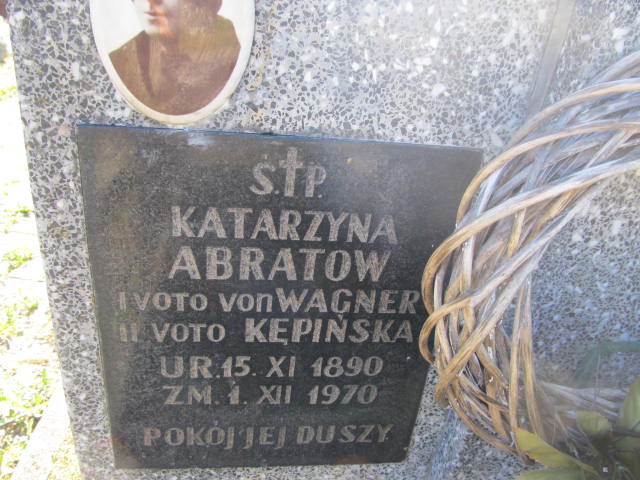 Ś.†P.
KATARZYNA
ABRATOW
I VOTO von WAGNER
II VOTO KĘPIŃSKA
UR. 15. XI 1890
ZM. 1. XII 1970
POKÓJ JEJ DUSZY